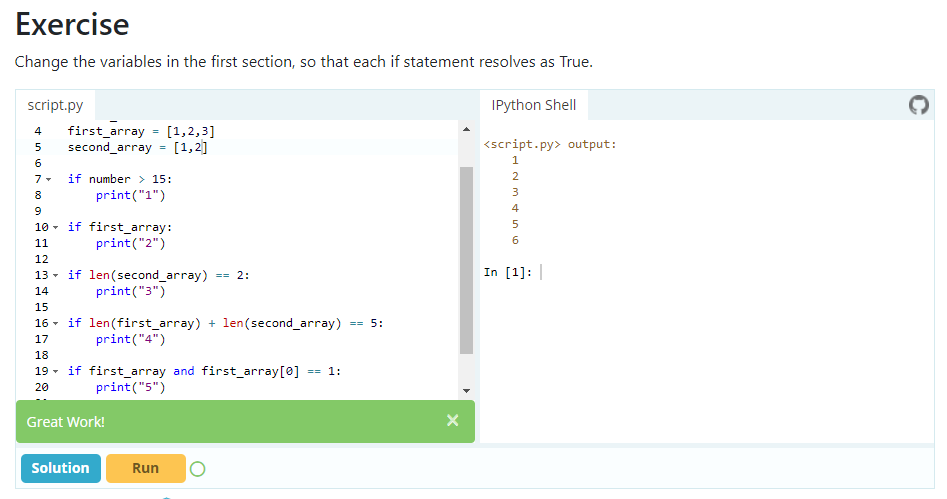 Exercise
Change the variables in the first section, so that each if statement resolves as True.
script.py
IPython Shell
4 first_array = [1,2,3]
5 second_array = [1,2]
6
7 if number > 15:
8 print("1")
9
10 if first_array:
11 print("2")
12
13 if len(second_array) == 2:
14 print("3")
15
16 if len(first_array) + len(second_array) == 5:
17 print("4")
18
19 if first_array and first_array[0] == 1:
20 print("5")
<script.py> output:
1
2
3
4
5
6
In [1]:
Great Work!
×
Solution
Run